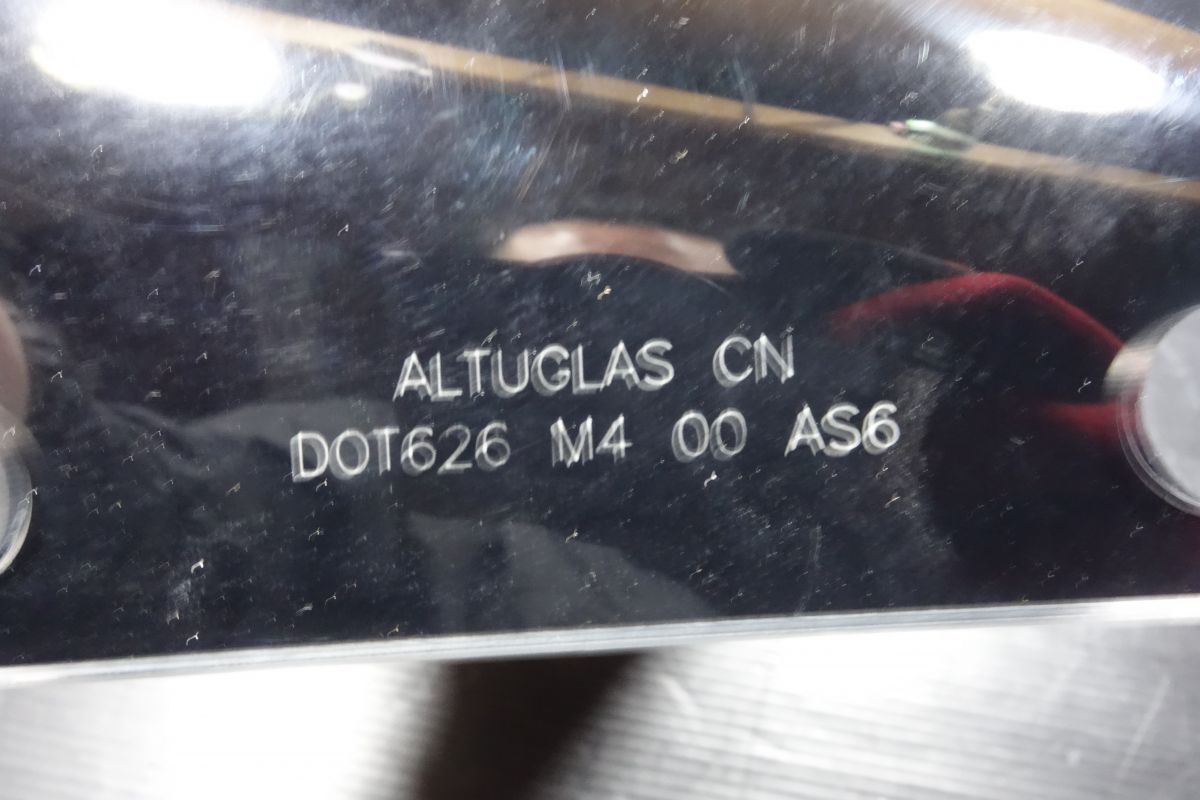 ALTUGLAS CN
DOT626 M4 00 AS6